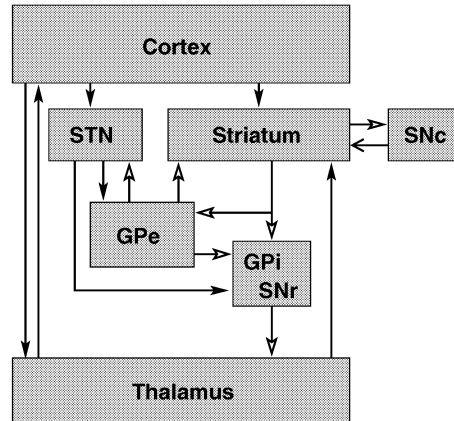 Cortex
STN
Striatum
SNc
GPe
GPi
SNr
Thalamus